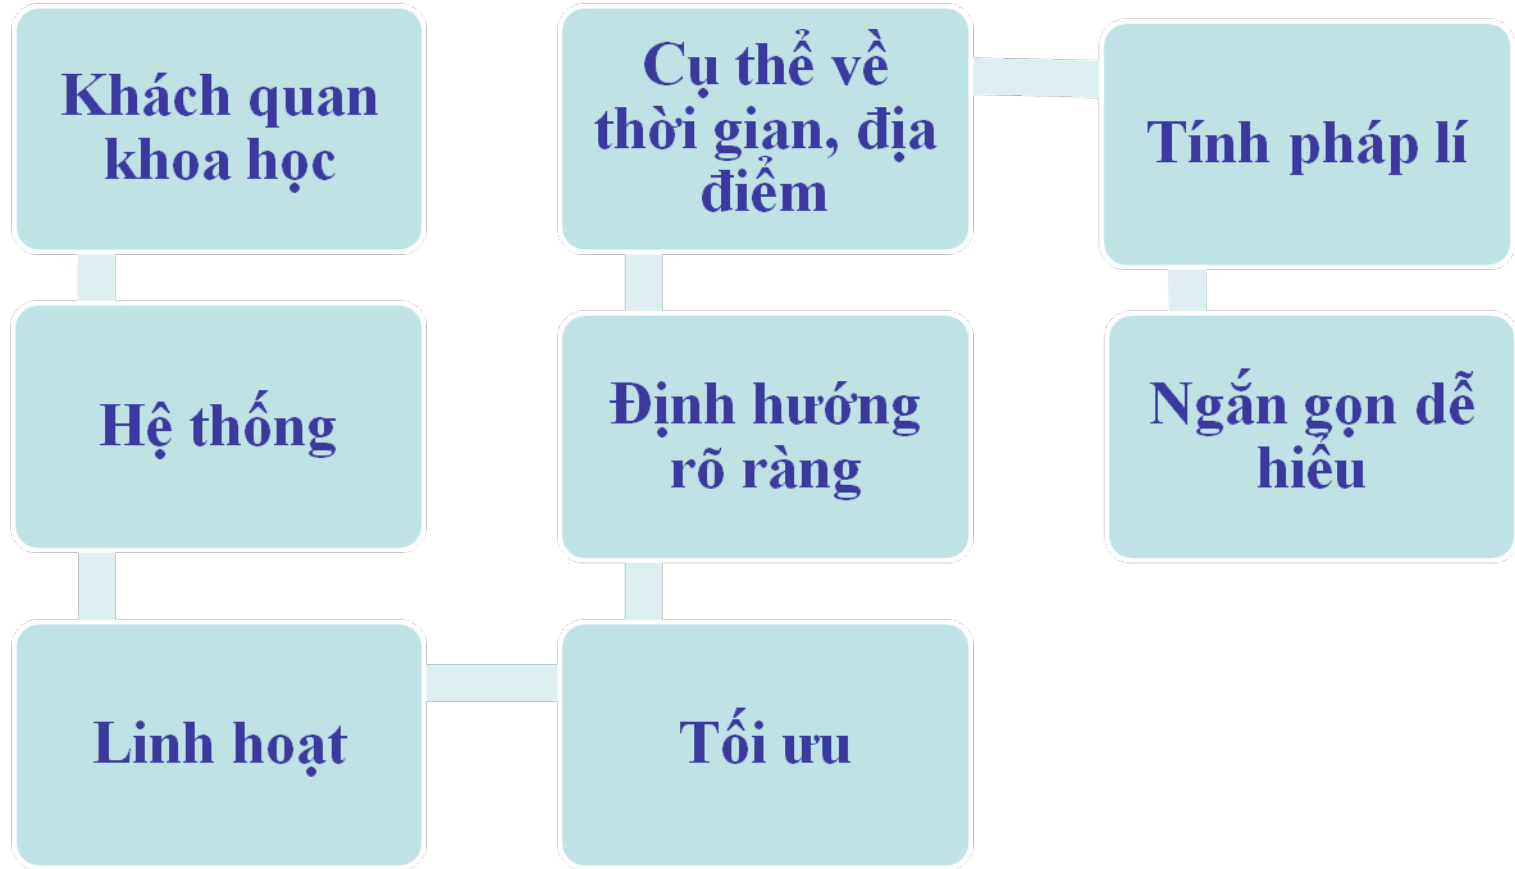 Khách quan
khoa học
Hệ thống
Linh hoạt
Tối ưu
Định hướng
rõ ràng
Cụ thể về
thời gian, địa
điểm
Tính pháp lí
Ngắn gọn dễ
hiểu